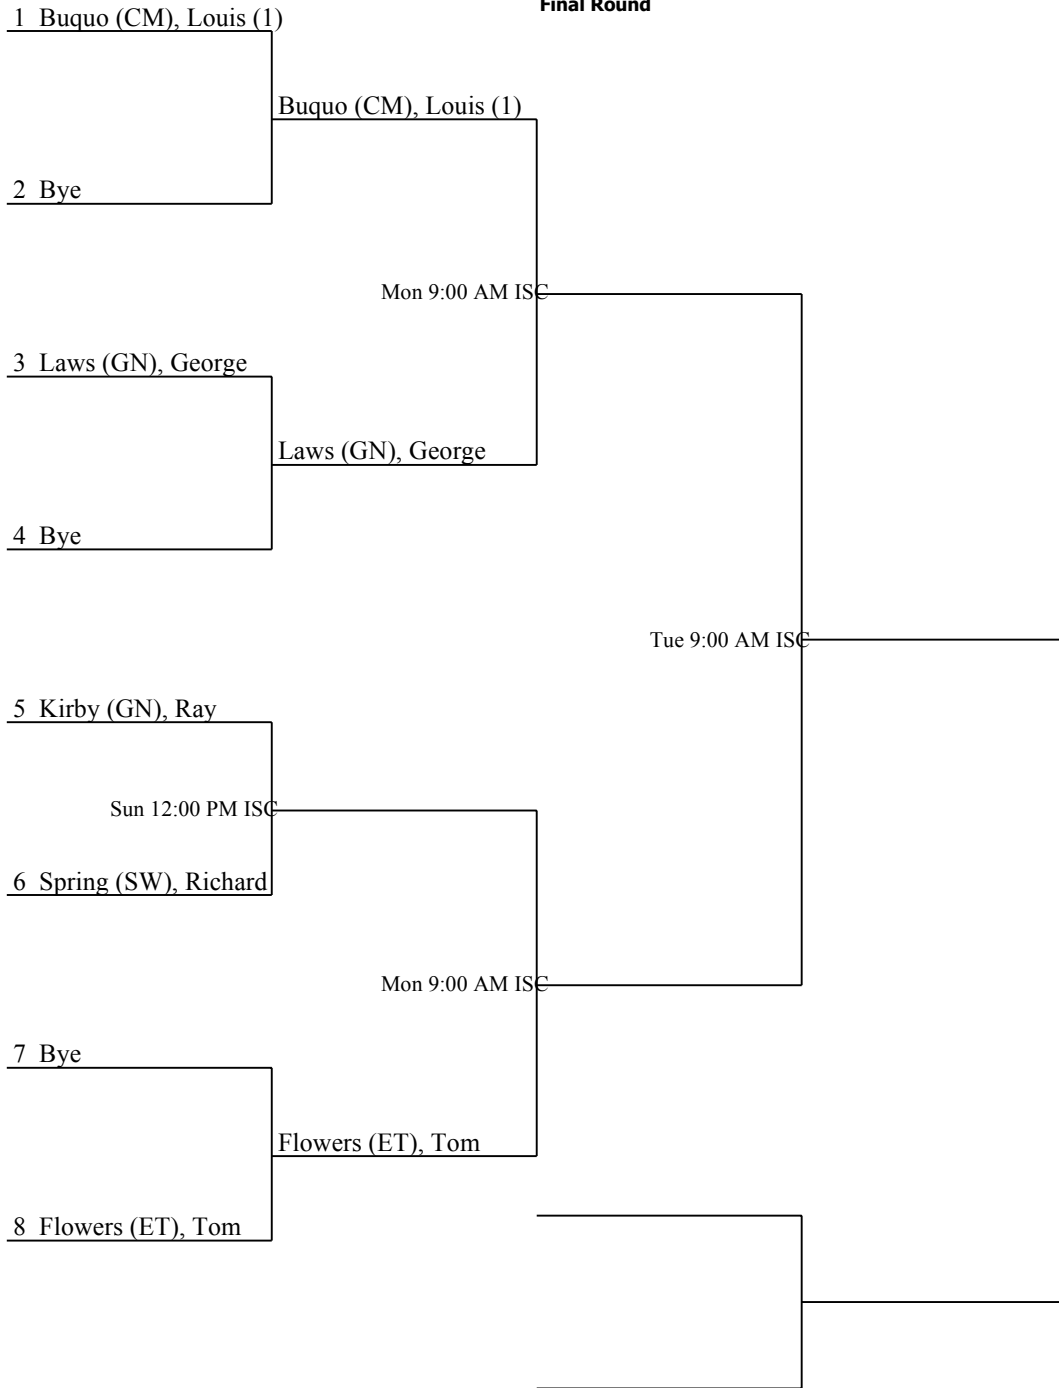 Final Round
1 Buquo (CM), Louis (1)
Buquo (CM), Louis (1)
2 Bye
Mon 9:00 AM ISC
3 Laws (GN), George
Laws (GN), George
4 Bye
Tue 9:00 AM ISC
5 Kirby (GN), Ray
Sun 12:00 PM ISC
6 Spring (SW), Richard
Mon 9:00 AM ISC
7 Bye
Flowers (ET), Tom
8 Flowers (ET), Tom